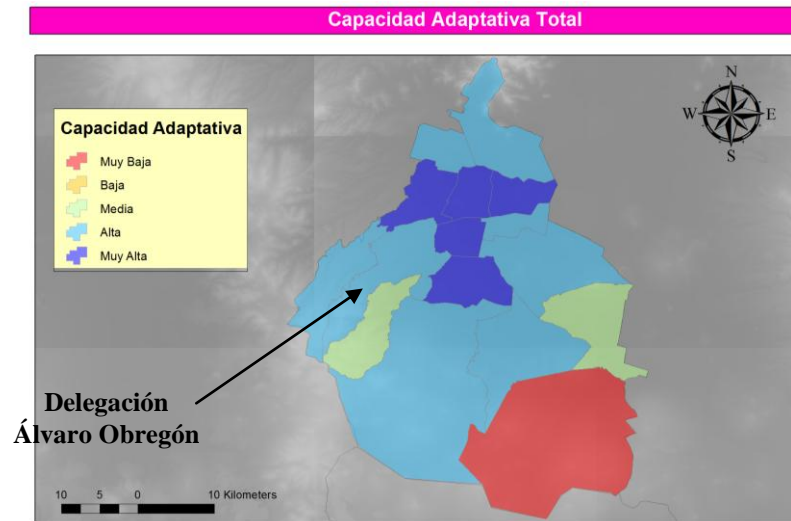 Capacidad Adaptativa Total
N
W E
S
Capacidad Adaptativa
Muy Baja
Baja
Media
Alta
Muy Alta
Delegación
Álvaro Obregón
10 5 0 10 Kilometers